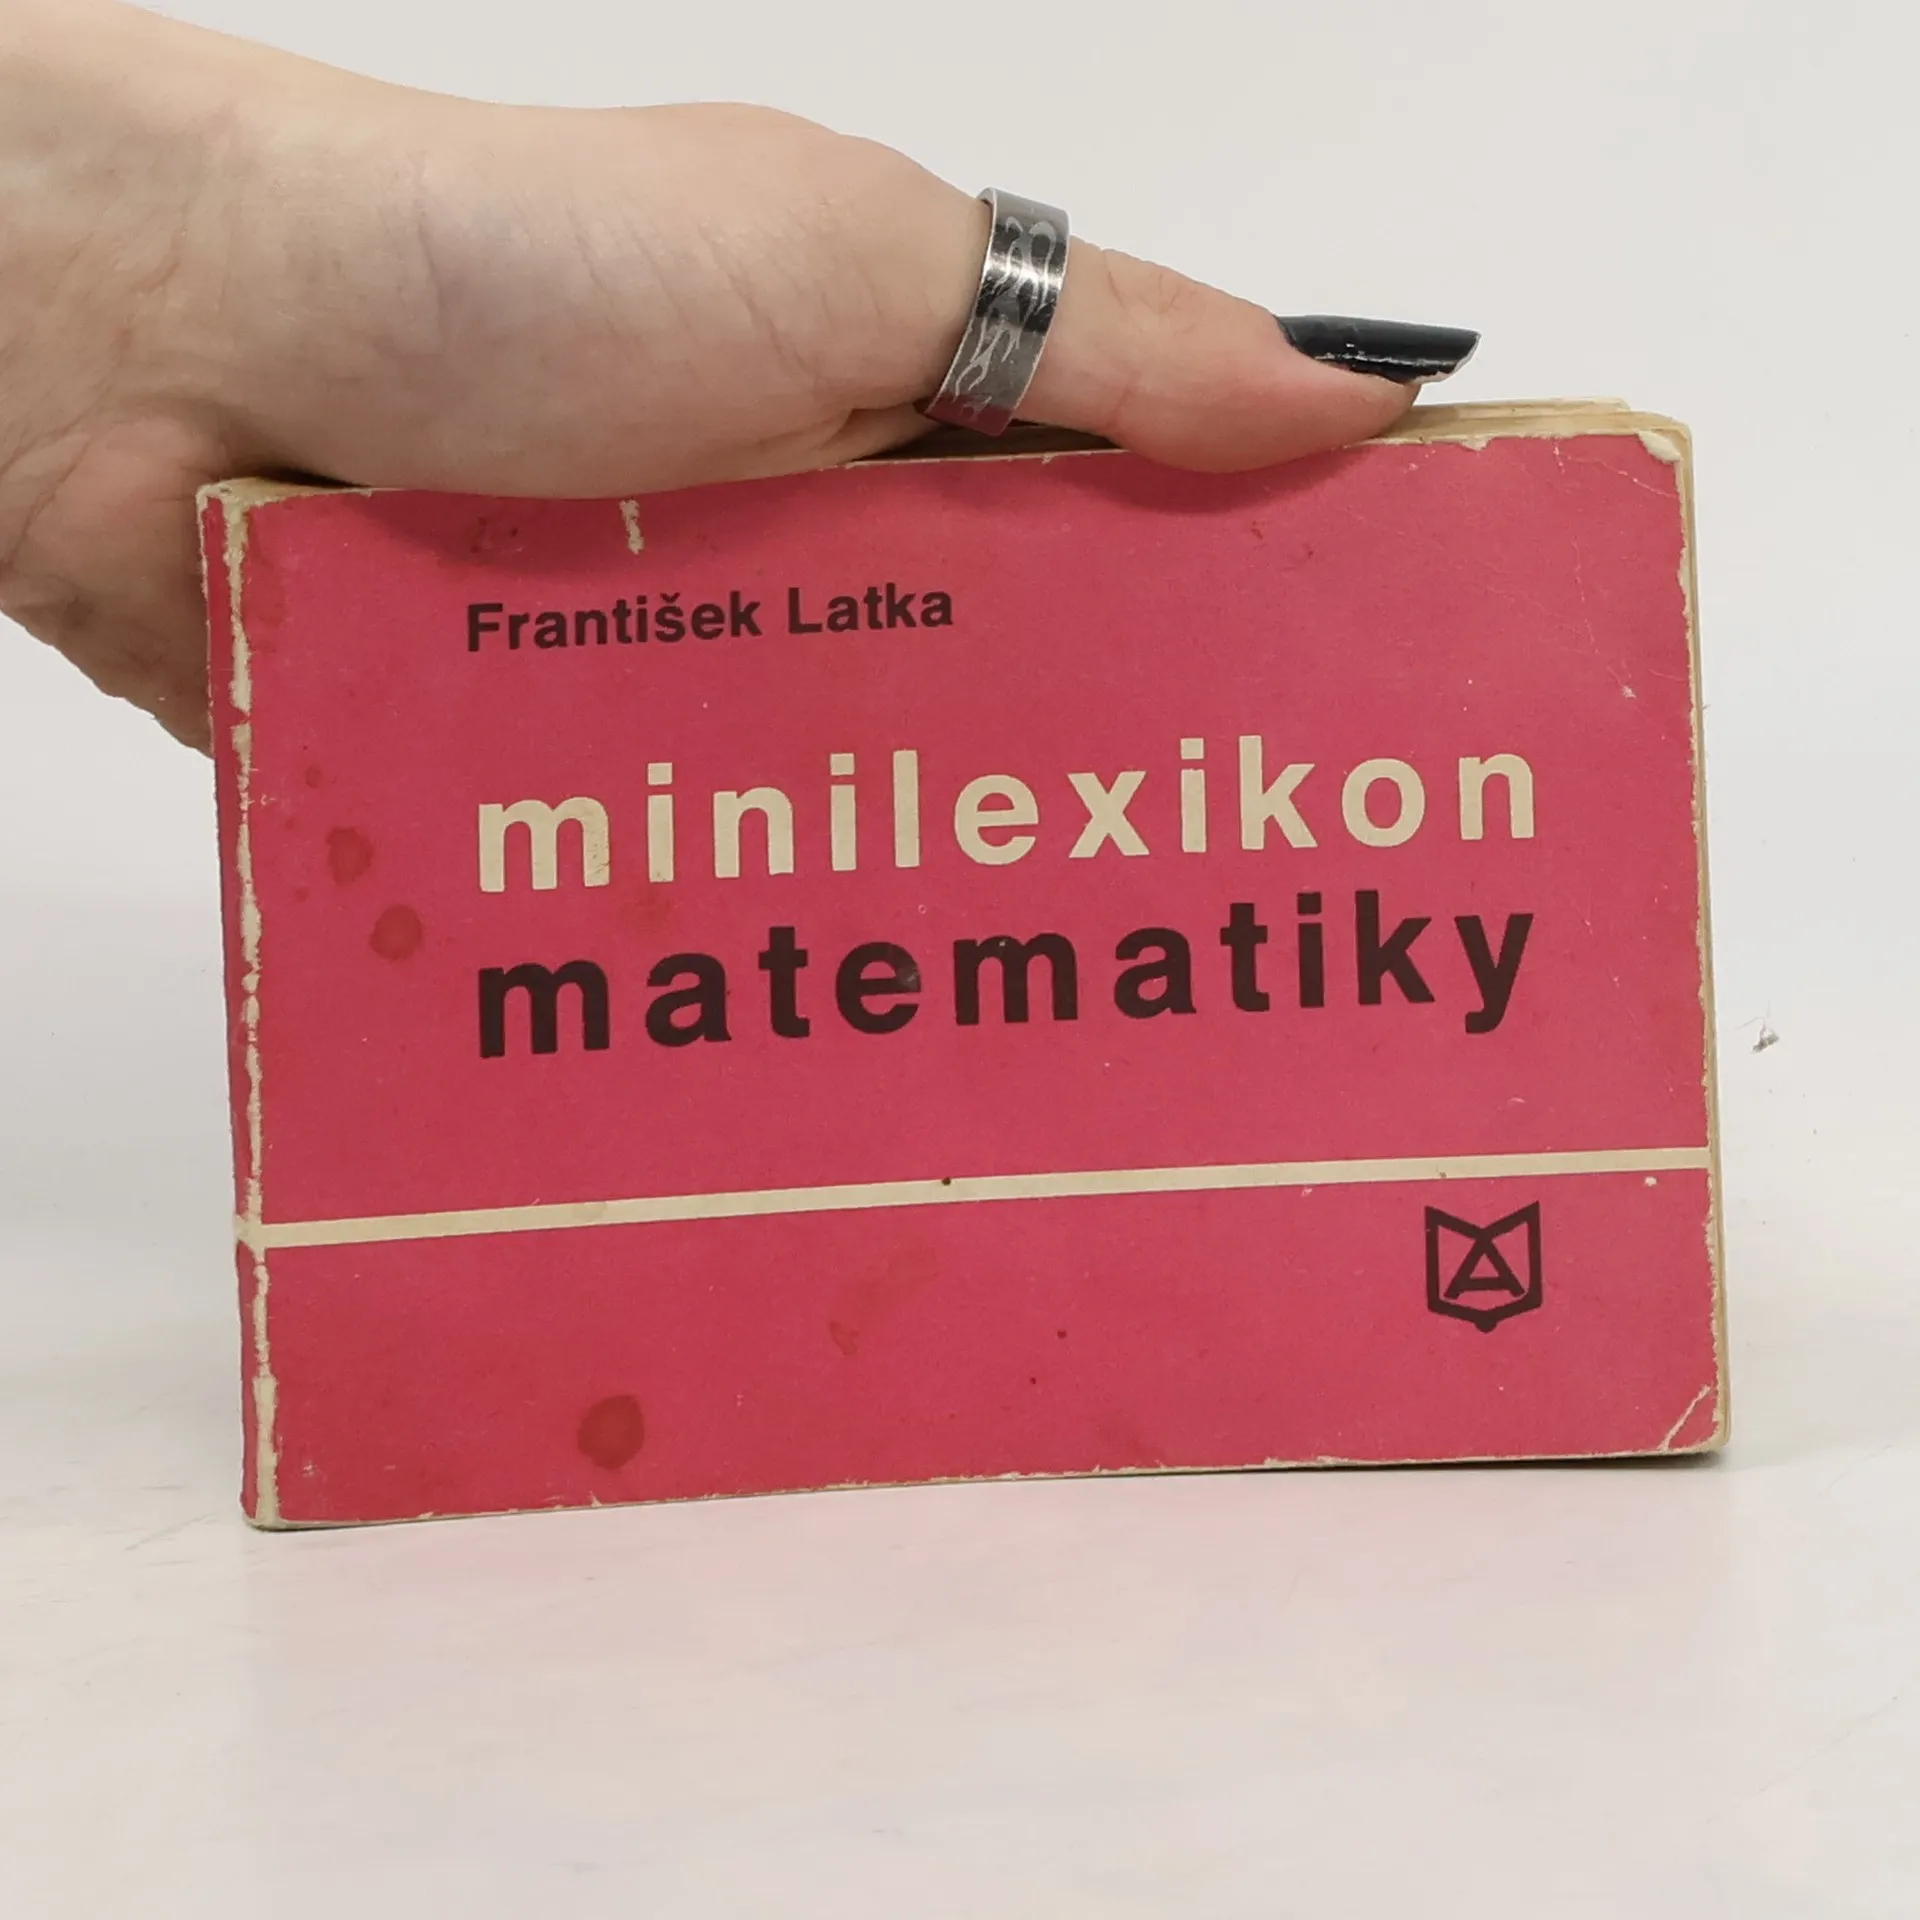 František Latka
minilexikon
matematiky